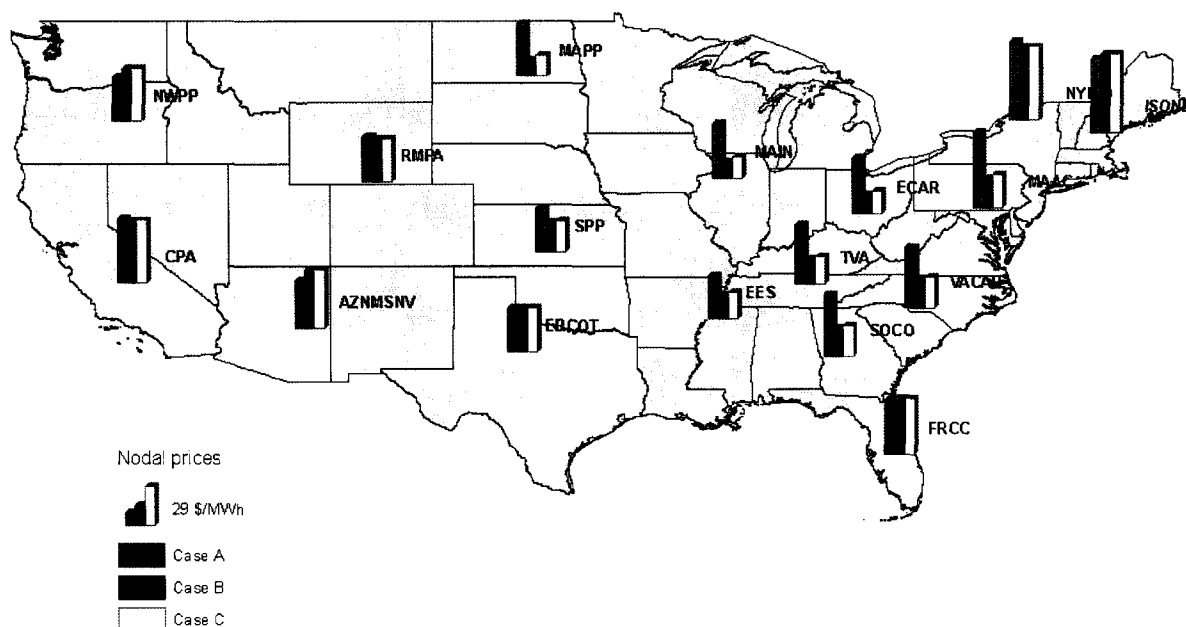 MAPP
NWPP
NY
ISON
RMPA
MAIN
ECAR
MAAC
SPP
TVA
CPA
EES
VACAR
AZNMSNV
ERCOT
SOCO
FRCC
Nodal prices
29 $/MWh
Case A
Case B
Case C